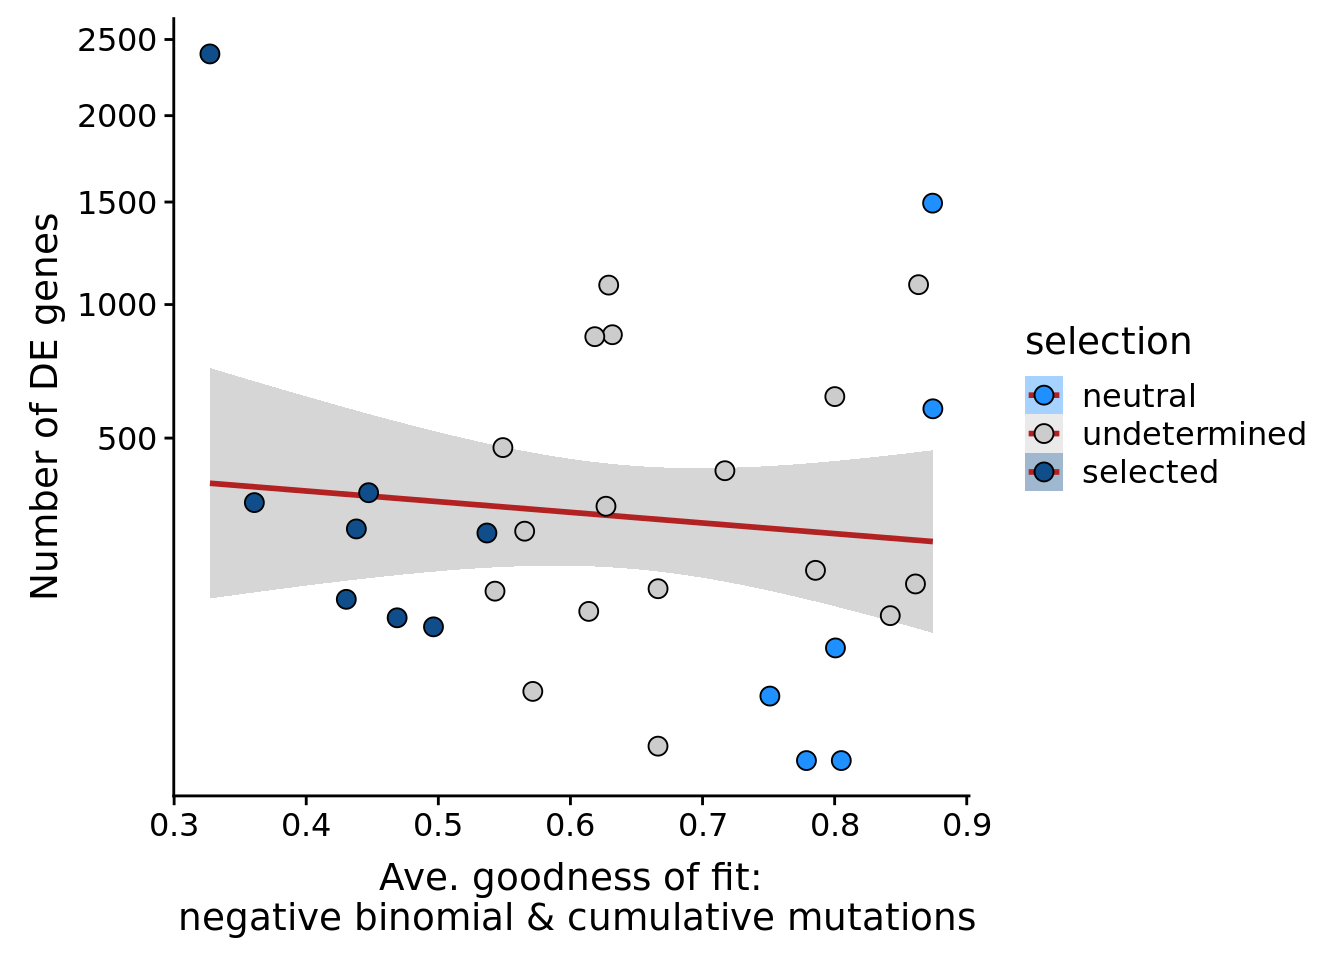 2500
2000
1500
1000
500
Number of DE genes
0.3 0.4 0.5 0.6 0.7 0.8 0.9
Ave. goodness of fit:
negative binomial & cumulative mutations
selection
neutral
undetermined
selected